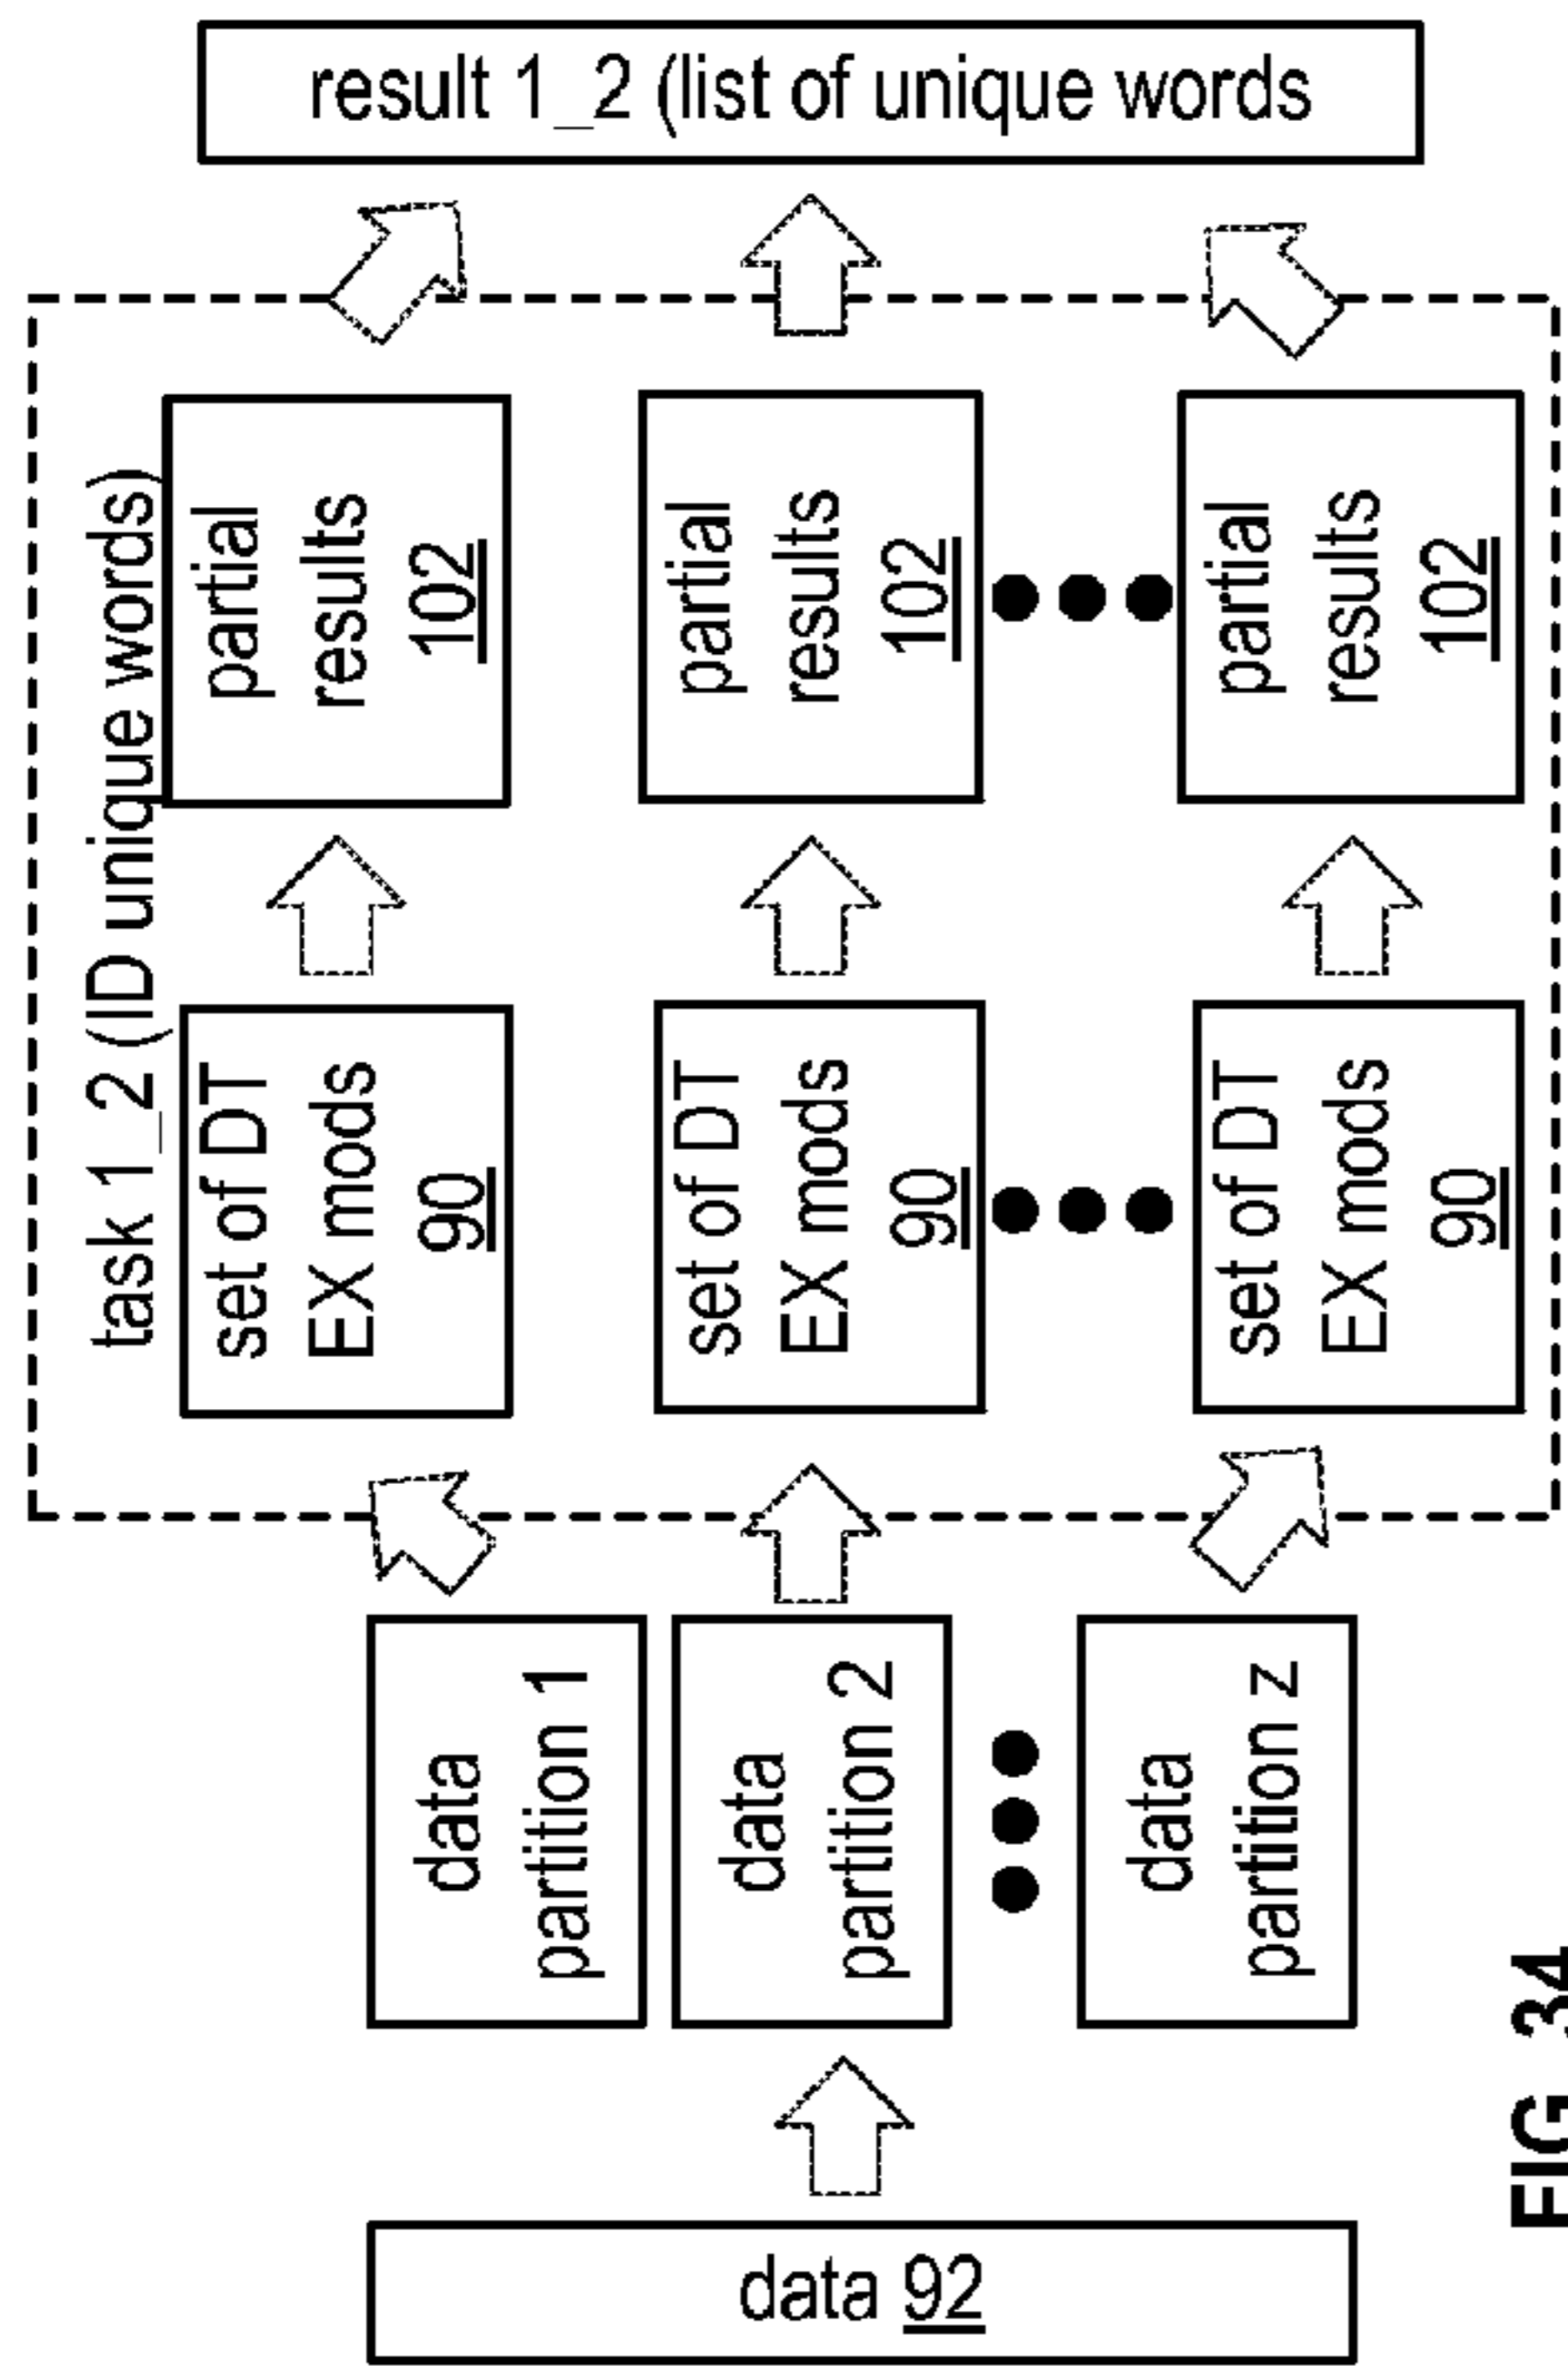 result 1_2 (list of unique words
task 1_2 (ID unique words)
partial
results
102
partial
results
102
partial
results
102
set of DT
EX mods
90
set of DT
EX mods
90
set of DT
EX mods
90
data
partition 1
data
partition 2
data
partition z
data 92
FIG. 34